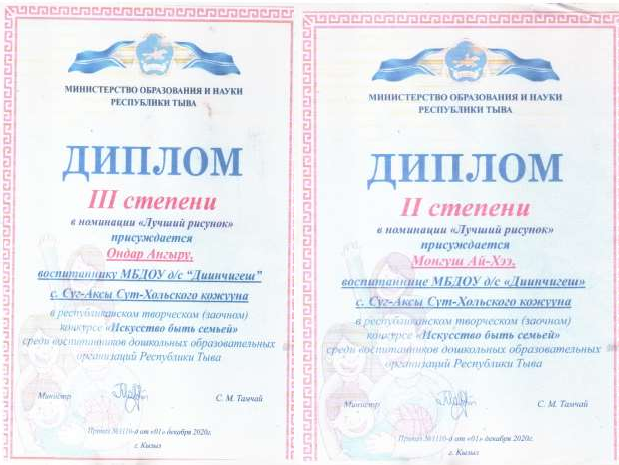 МИНИСТЕРСТВО ОБРАЗОВАНИЯ И НАУКИ
РЕСПУБЛИКИ ТЫВА
ДИПЛОМ
III степени
в номинации «Лучший рисунок»
присуждается
Ондар Ангыру,
воспитаннику МБДОУ д/с “Диинчигеш”
с. Суг-Аксы Сут-Хольского кожууна
в республиканском творческом (заочном)
конкурсе «Искусство быть семьей»
среди воспитанников дошкольных образовательных
организаций Республики Тыва
Министр С. М. Тамчай
Приказ №1110-д от «01» декабря 2020г.
г. Кызыл
МИНИСТЕРСТВО ОБРАЗОВАНИЯ И НАУКИ
РЕСПУБЛИКИ ТЫВА
ДИПЛОМ
II степени
в номинации «Лучший рисунок»
присуждается
Монгуш Ай-Хээ,
воспитаннице МБДОУ д/с «Диинчигеш»
с. Суг-Аксы Сут-Хольского кожууна
в республиканском творческом (заочном)
конкурсе «Искусство быть семьей»
среди воспитанников дошкольных образовательных
организаций Республики Тыва
Министр С. М. Тамчай
Приказ №1110-д от «01» декабря 2020г.
г. Кызыл